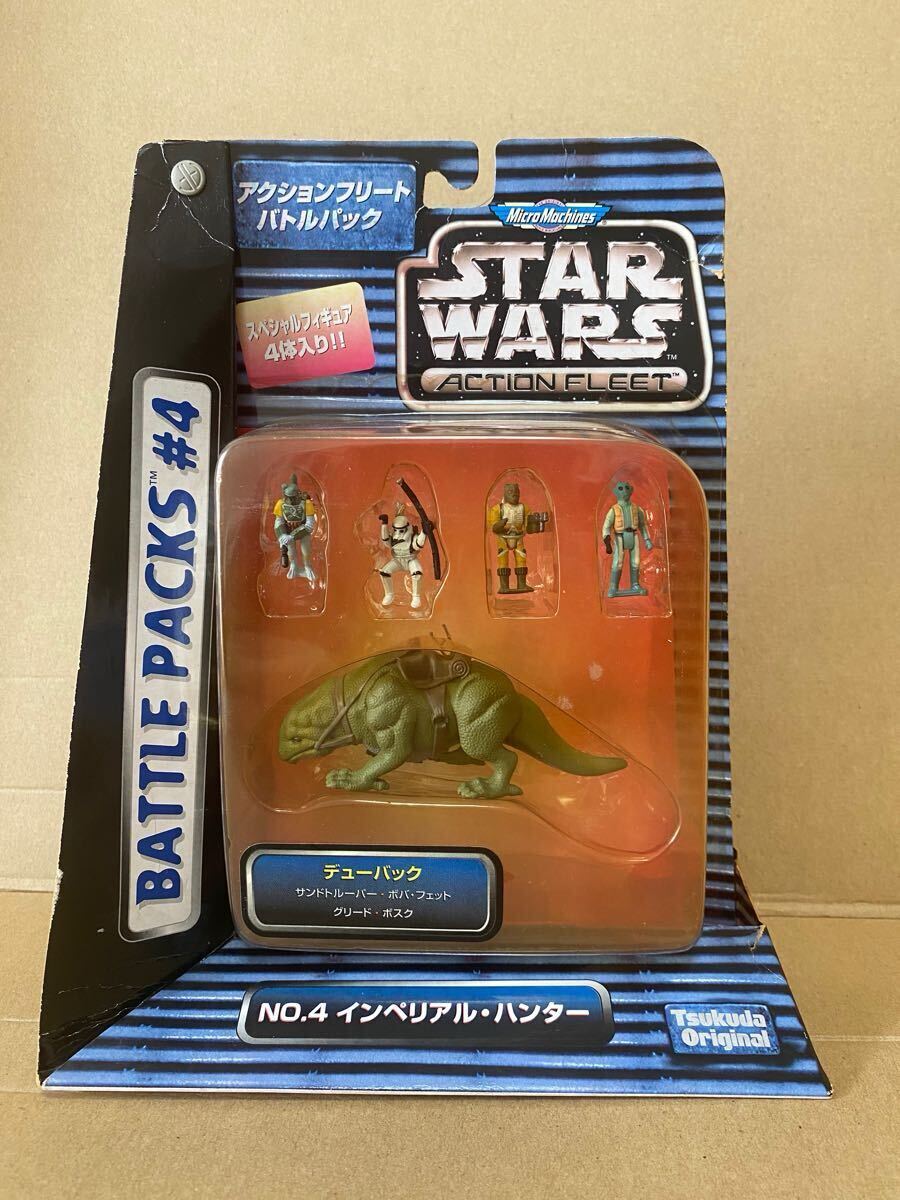 アクションフリート
バトルパック
MicroMachines
STAR
WARS™
ACTION FLEET™
スペシャルフィギュア
4体入り!!
BATTLE PACKS™ #4
デューバック
サンドトルーパー・ボバ・フェット
グリード・ボスク
NO.4 インペリアル・ハンター
Tsukuda
Original